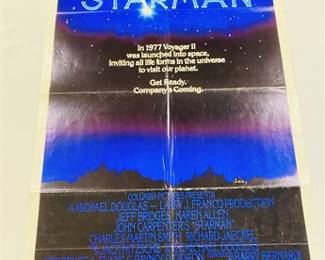 STARMAN
In 1977 Voyager II
was launched into space,
inviting all life forms in the universe
to visit our planet.
Get Ready.
Company's Coming.
COLUMBIA PICTURES PRESENTS
A MICHAEL DOUGLAS - LARRY J. FRANCO PRODUCTION
JEFF BRIDGES KAREN ALLEN
JOHN CARPENTER'S "STARMAN"
CHARLES MARTIN SMITH RICHARD JAECKEL
BARRY BERNARDI